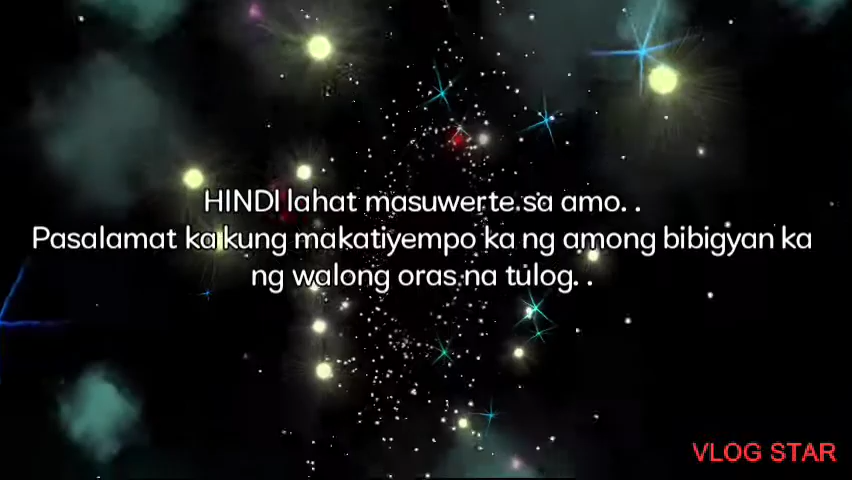 HINDI lahat masuwerte sa amo. .
Pasalamat ka kung makatiyempo ka ng among bibigyan ka
ng walong oras na tulog. .
VLOG STAR